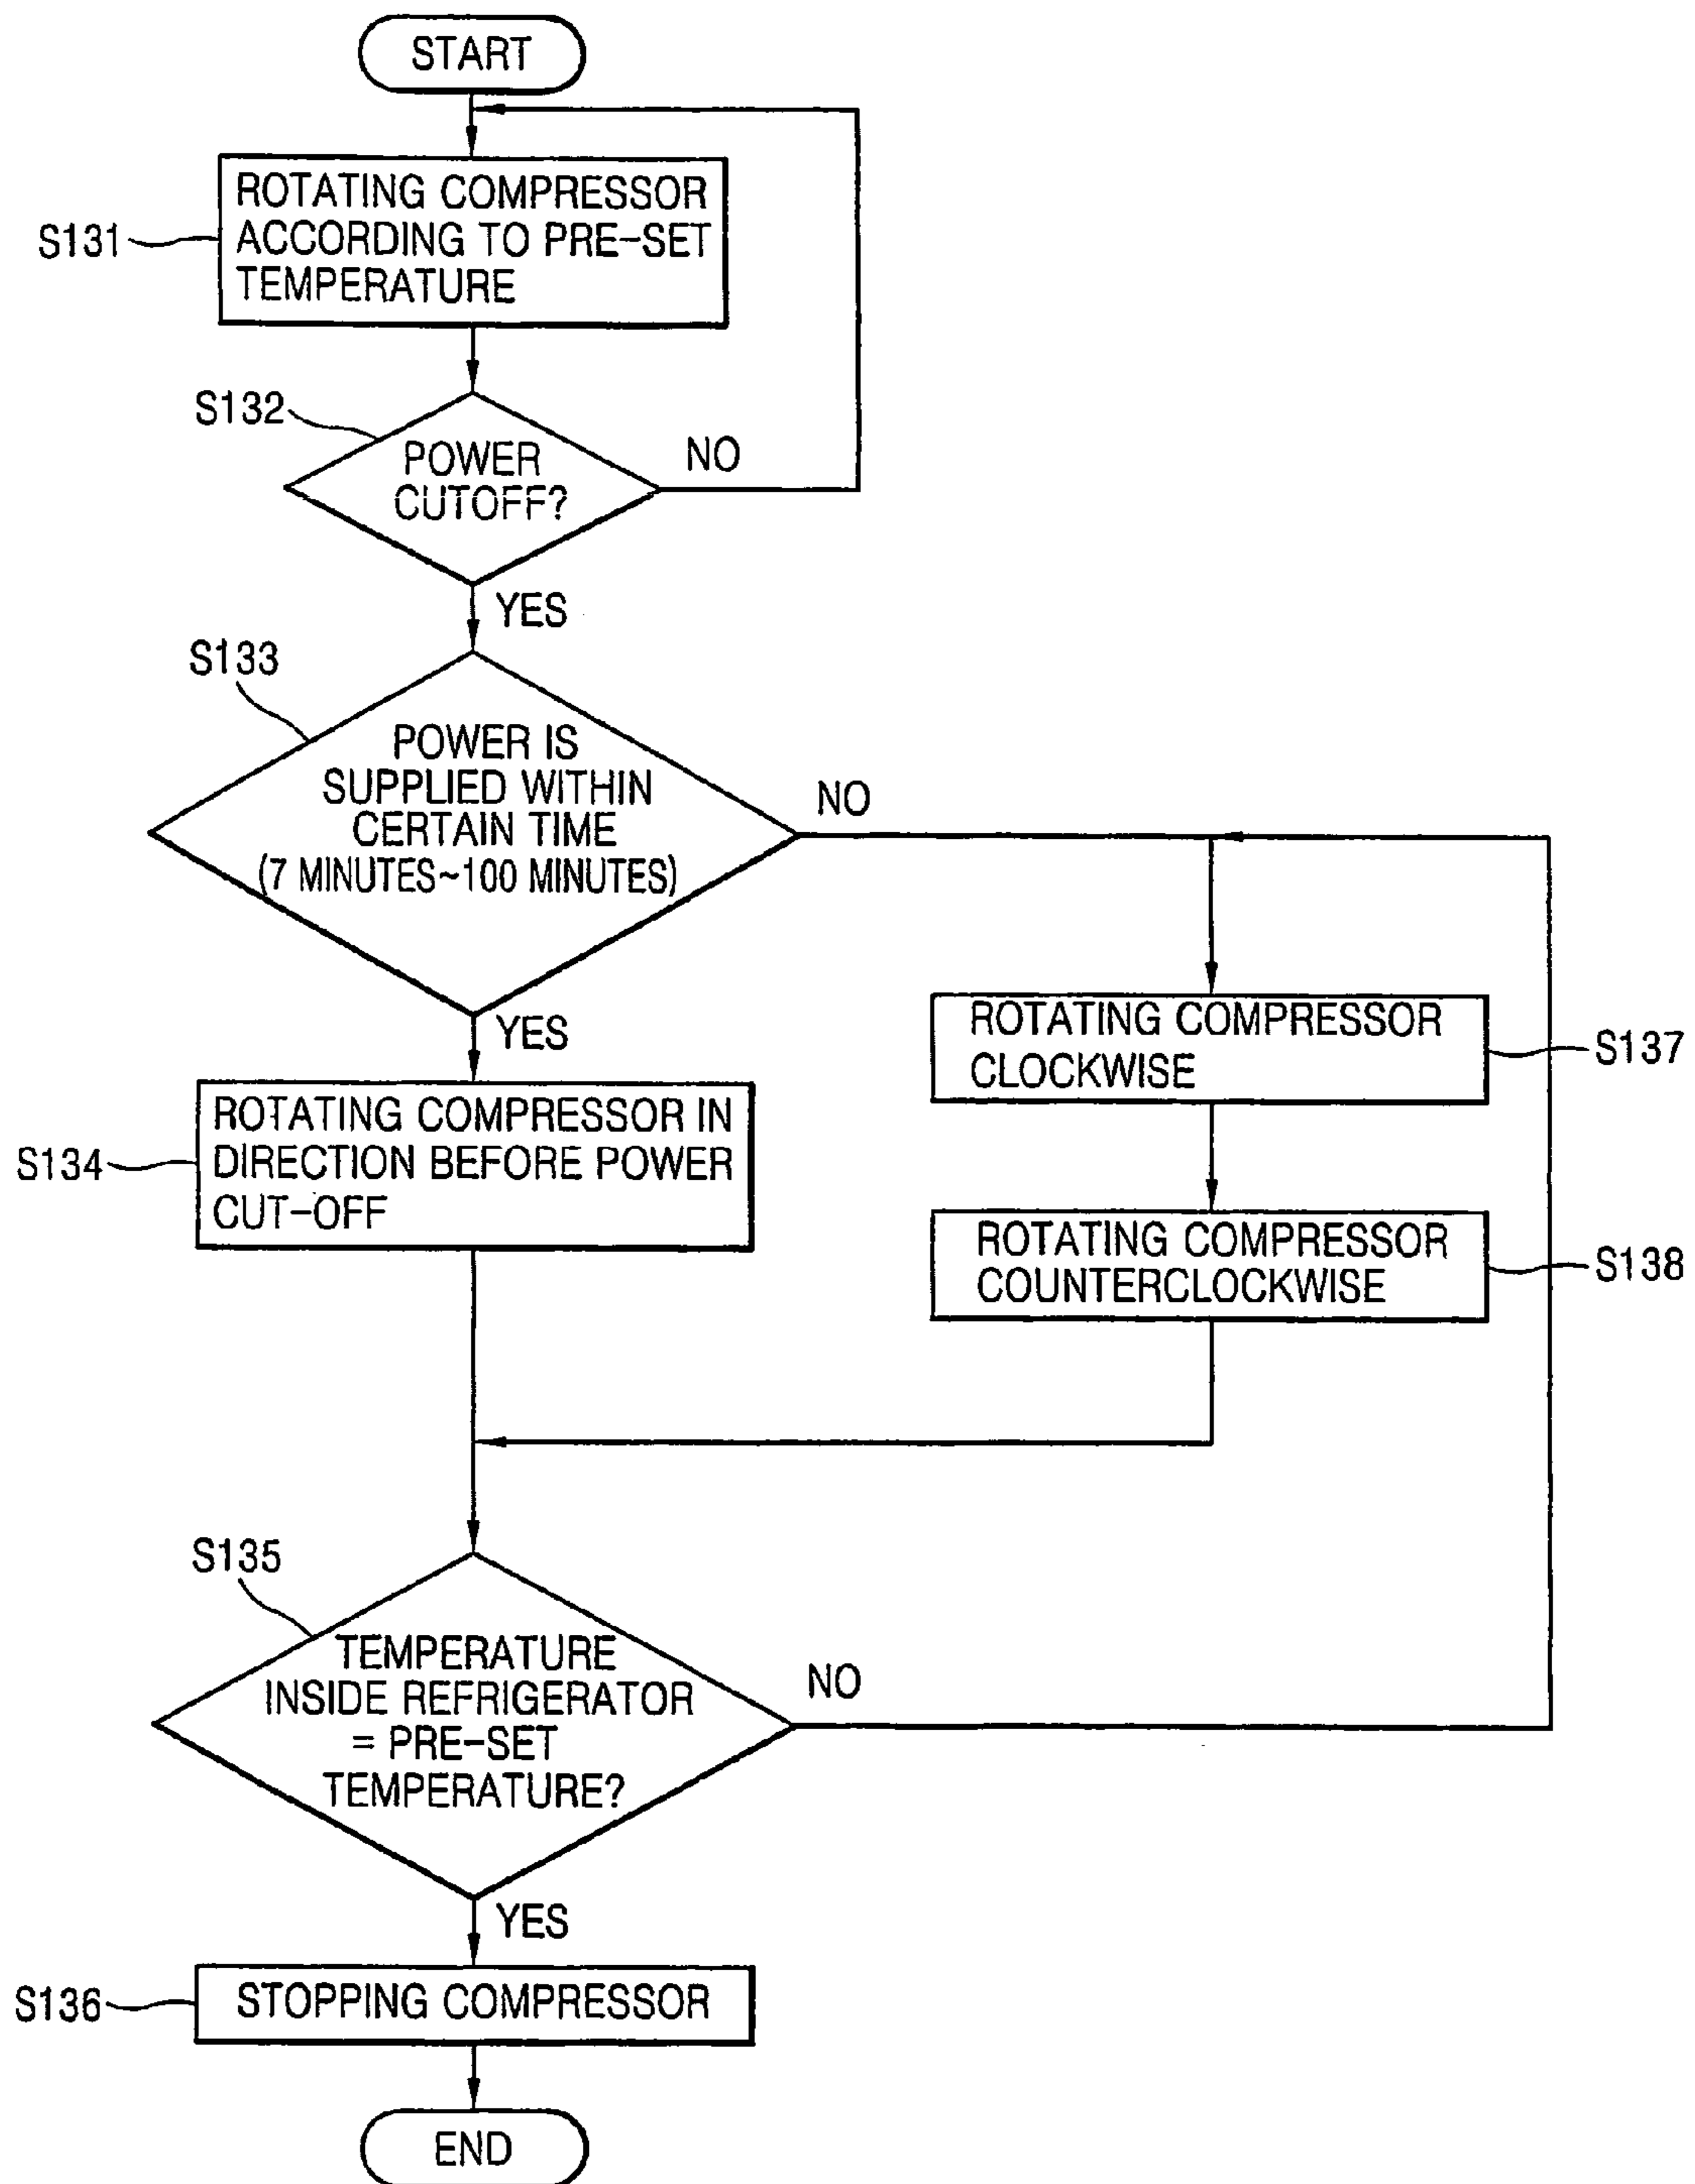 START
S131
ROTATING COMPRESSOR
ACCORDING TO PRE-SET
TEMPERATURE
S132
POWER
CUTOFF?
NO
YES
S133
POWER IS
SUPPLIED WITHIN
CERTAIN TIME
(7 MINUTES~100 MINUTES)
NO
YES
ROTATING COMPRESSOR
CLOCKWISE
S137
S134
ROTATING COMPRESSOR IN
DIRECTION BEFORE POWER
CUT-OFF
ROTATING COMPRESSOR
COUNTERCLOCKWISE
S138
S135
TEMPERATURE
INSIDE REFRIGERATOR
= PRE-SET
TEMPERATURE?
NO
YES
S136
STOPPING COMPRESSOR
END